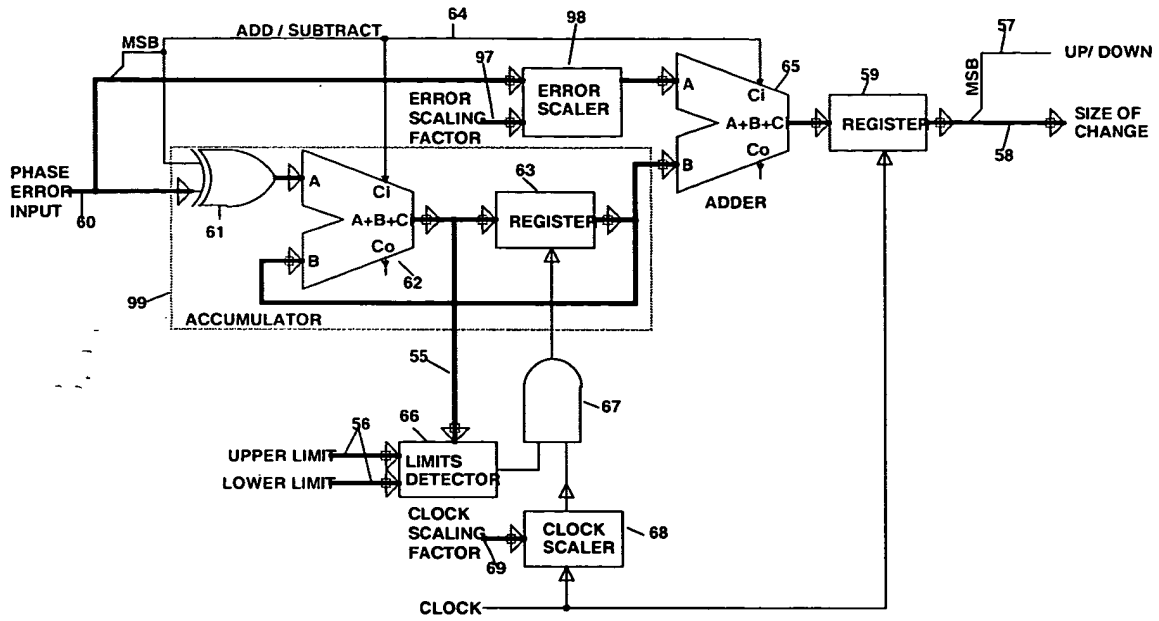 64
98
57
MSB
ADD / SUBTRACT
UP/ DOWN
97
65
59
MSB
A
Ci
ERROR
SCALER
ERROR
SCALING
FACTOR
A+B+C
REGISTER
SIZE OF
CHANGE
58
Co
B
PHASE
ERROR
INPUT
60
61
A
Ci
63
ADDER
A+B+C
REGISTER
Co
B
62
99
ACCUMULATOR
55
67
56
66
UPPER LIMIT
LOWER LIMIT
LIMITS
DETECTOR
CLOCK
SCALING
FACTOR
69
CLOCK
SCALER
68
CLOCK